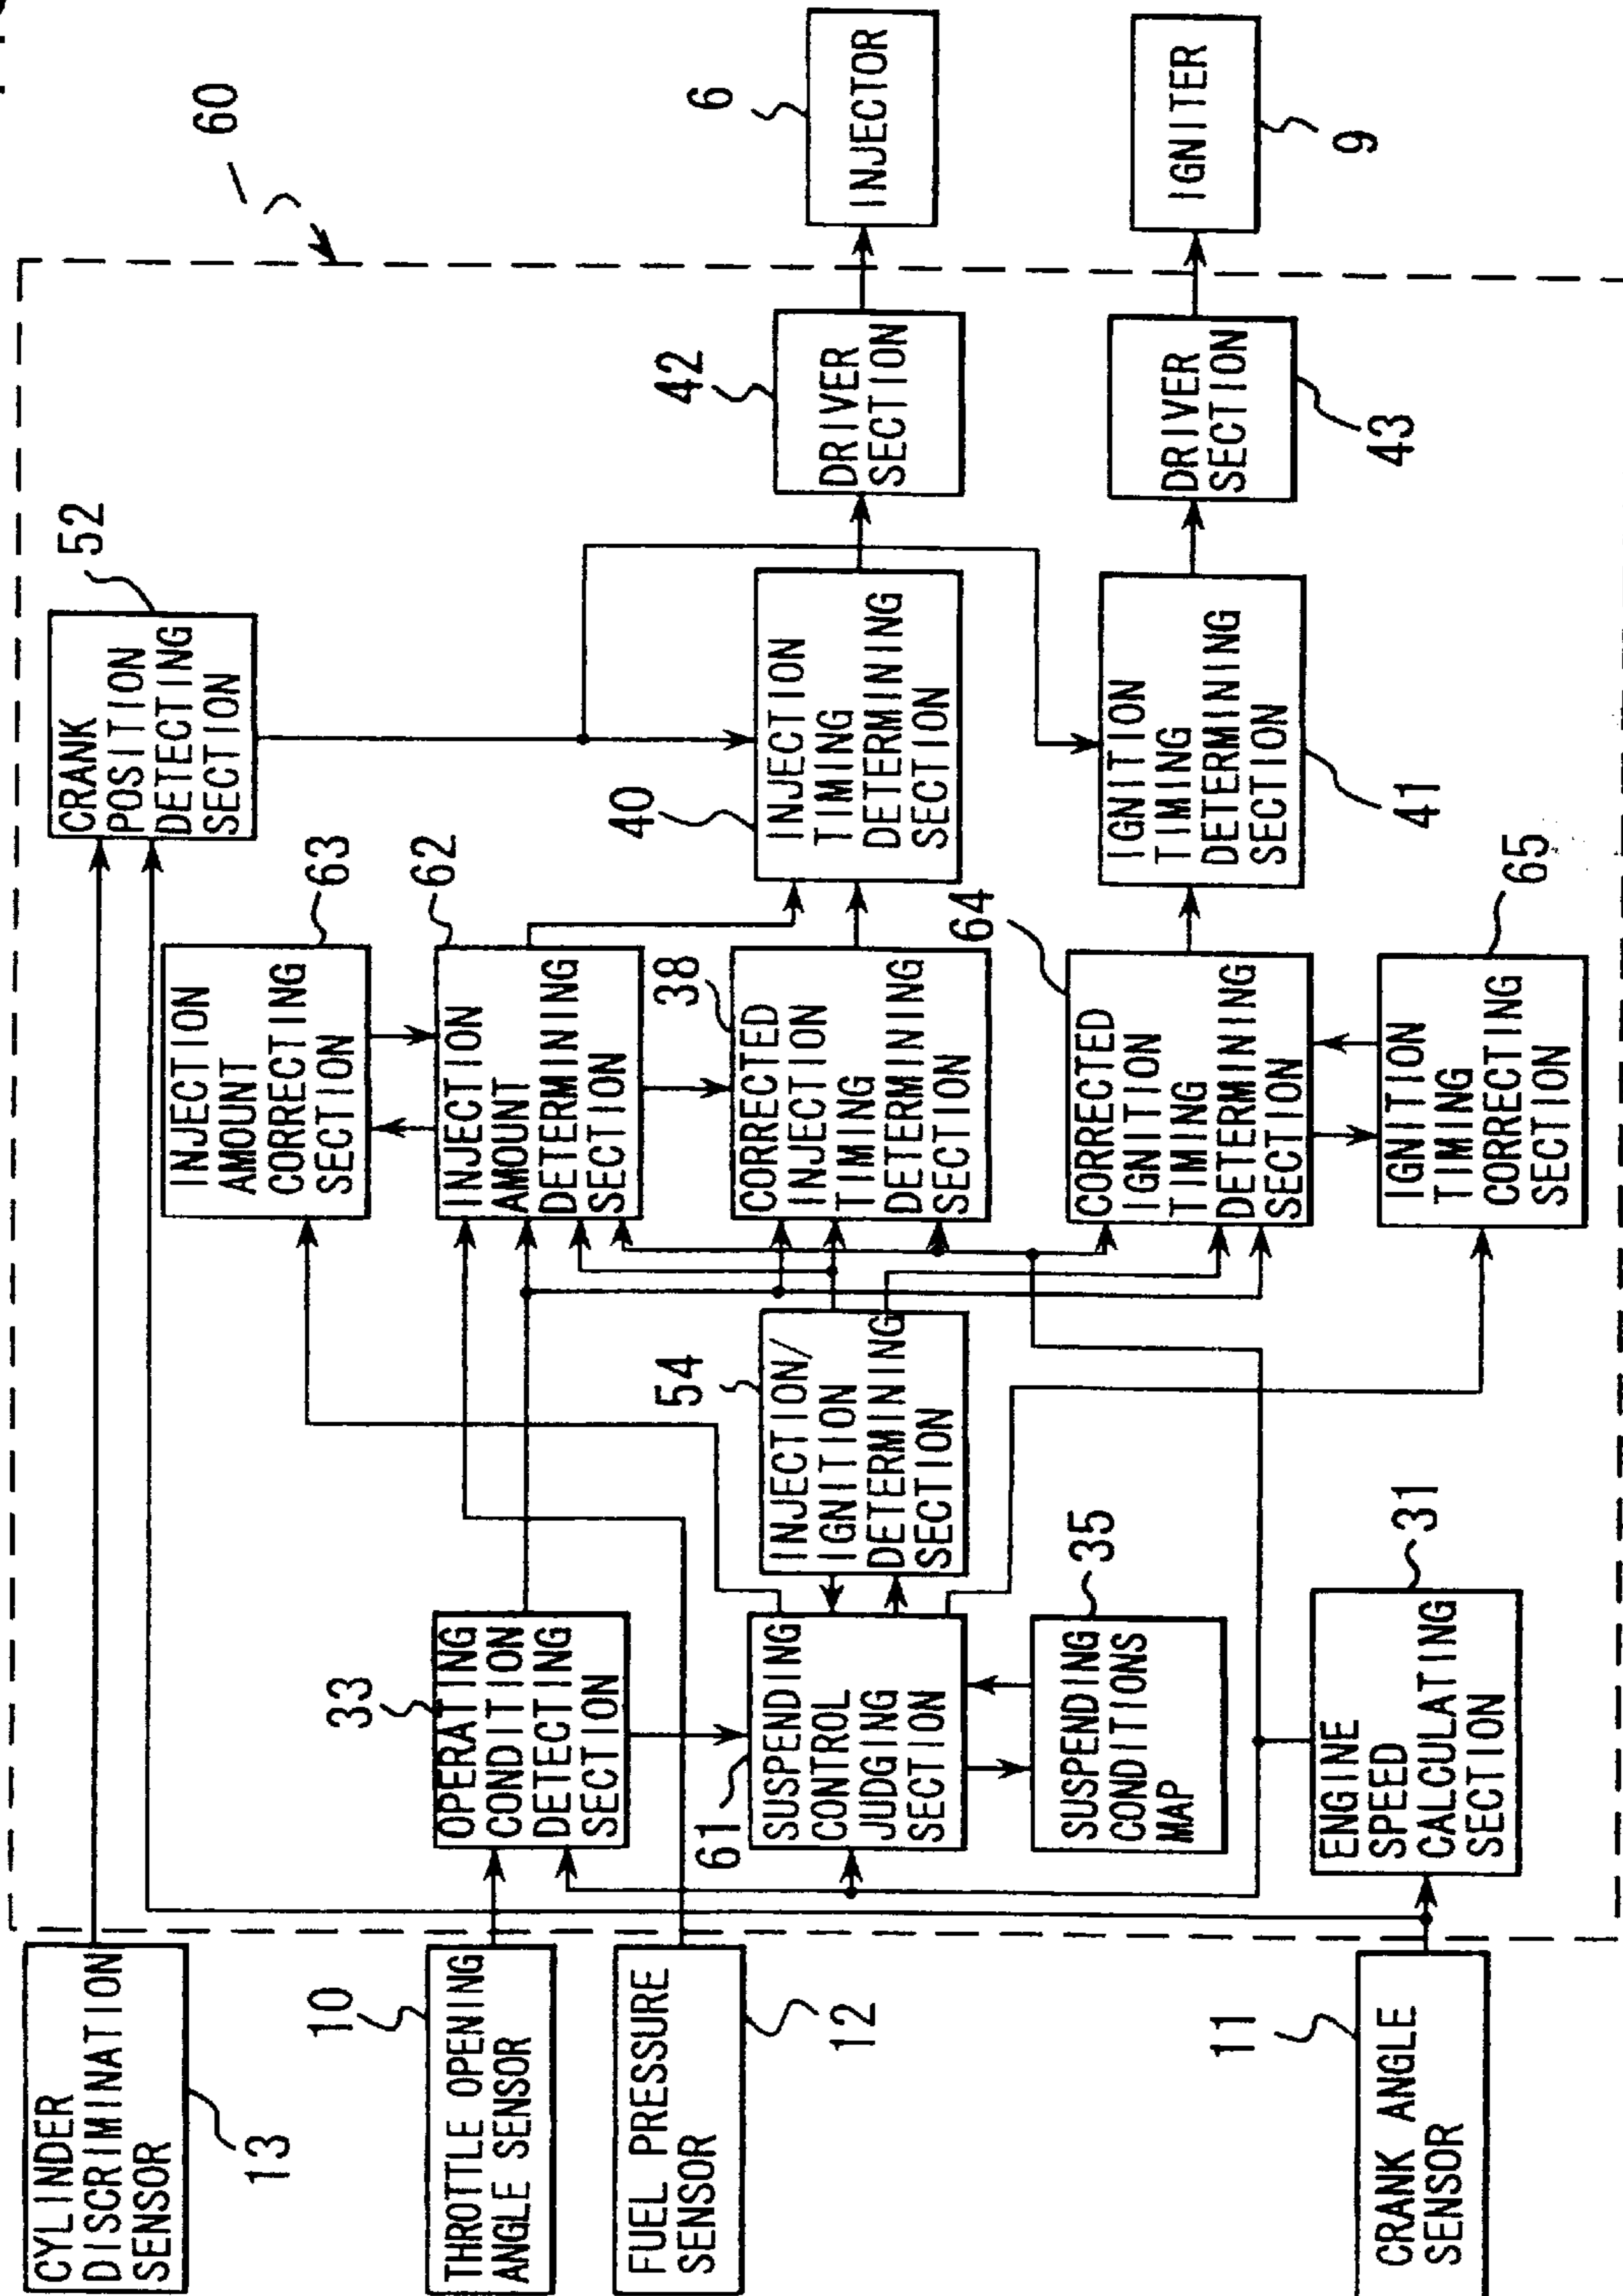 60
CYLINDER
DISCRIMINATION
SENSOR
13
THROTTLE OPENING
ANGLE SENSOR
10
FUEL PRESSURE
SENSOR
12
CRANK ANGLE
SENSOR
11
OPERATING
CONDITION
DETECTING
SECTION
33
SUSPENDING
CONTROL
JUDGING
SECTION
61
SUSPENDING
CONDITIONS
MAP
35
ENGINE
SPEED
CALCULATING
SECTION
31
INJECTION/
IGNITION
DETERMINING
SECTION
54
INJECTION
AMOUNT
CORRECTING
SECTION
63
INJECTION
AMOUNT
DETERMINING
SECTION
62
CORRECTED
INJECTION
TIMING
DETERMINING
SECTION
38
CORRECTED
IGNITION
TIMING
DETERMINING
SECTION
64
IGNITION
TIMING
CORRECTING
SECTION
65
CRANK
POSITION
DETECTING
SECTION
52
INJECTION
TIMING
DETERMINING
SECTION
40
IGNITION
TIMING
DETERMINING
SECTION
41
DRIVER
SECTION
42
DRIVER
SECTION
43
INJECTOR
6
IGNITER
9